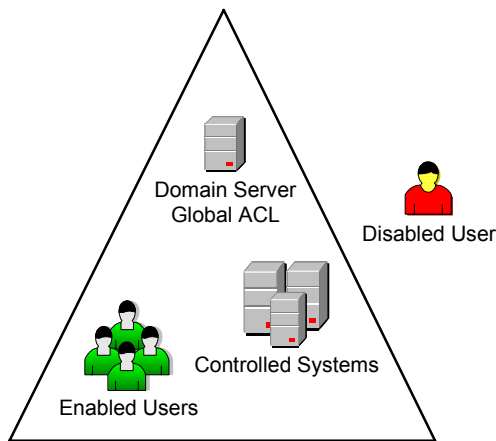 Domain Server
Global ACL
Disabled User
Controlled Systems
Enabled Users